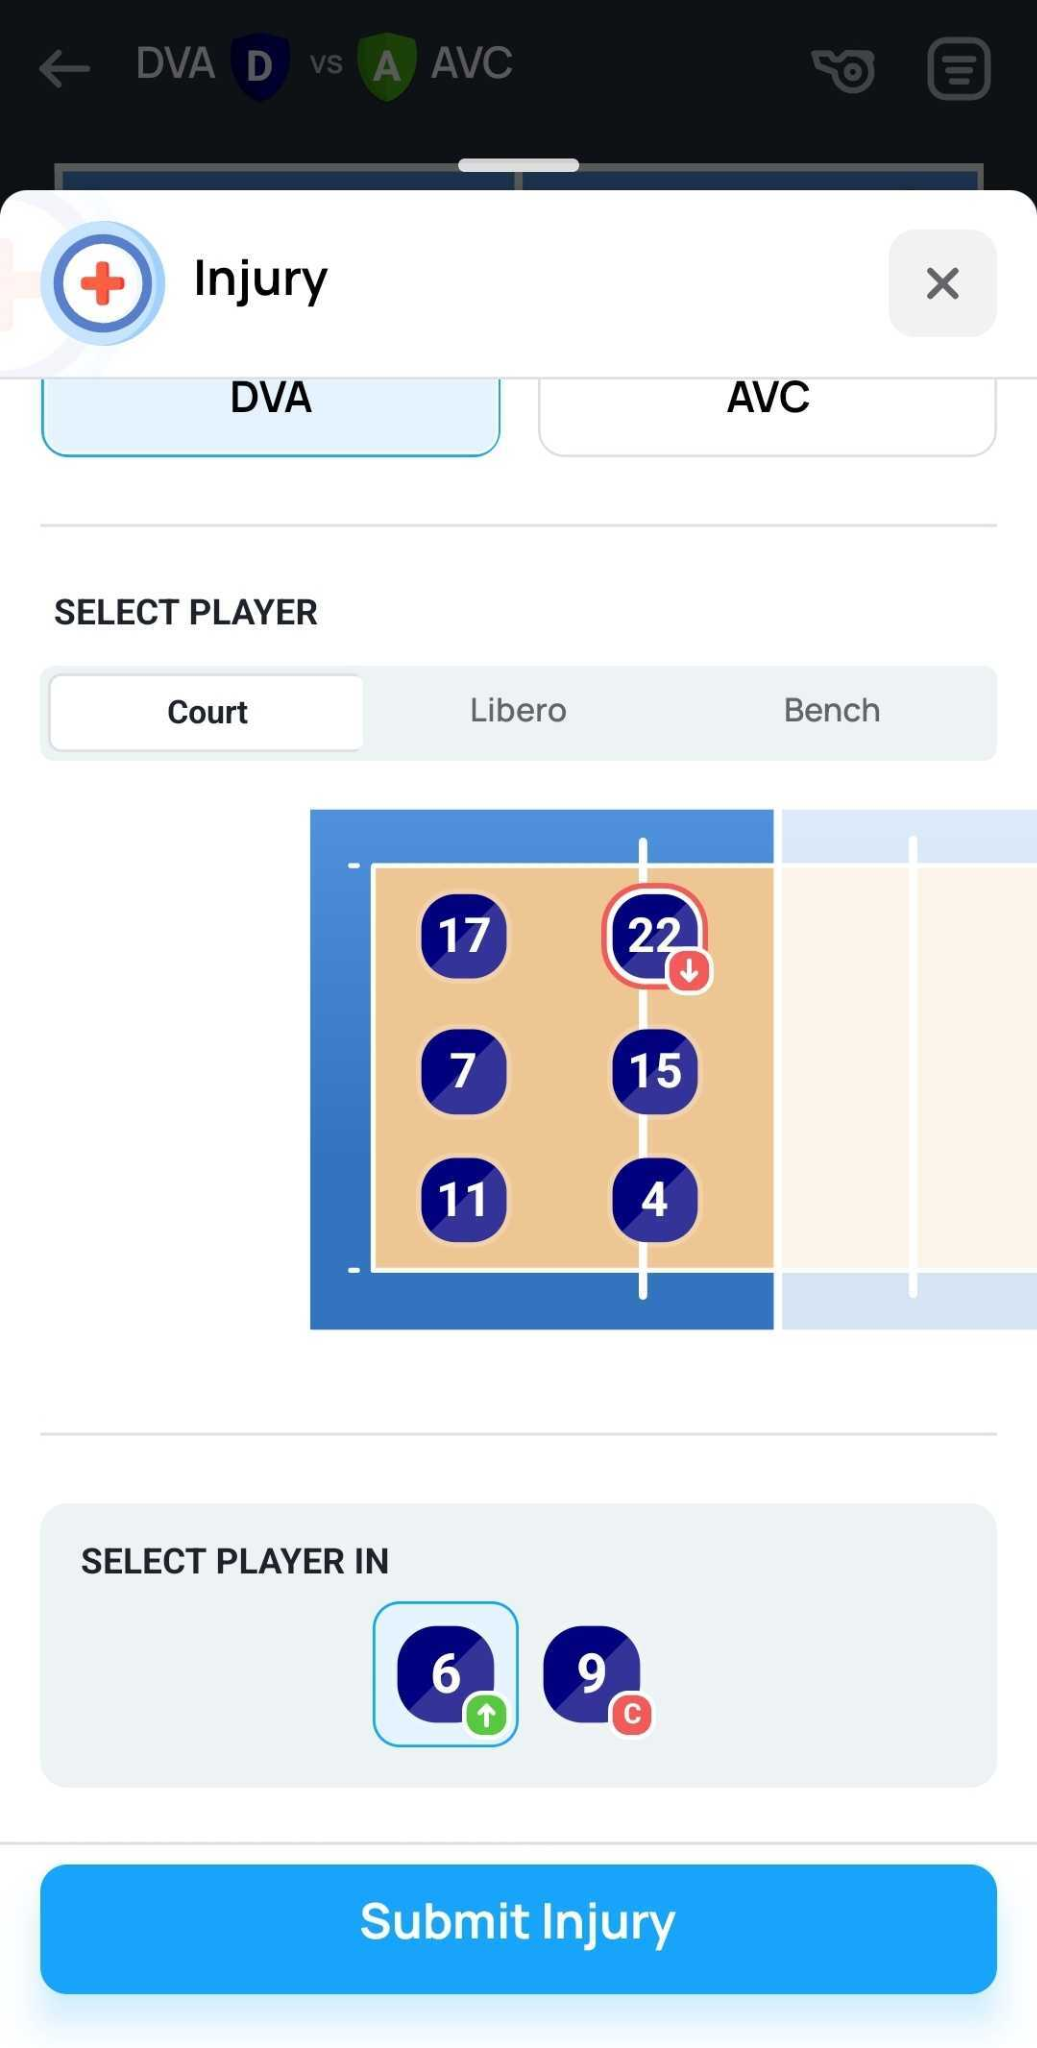 DVA D vs A AVC
Injury
DVA AVC
SELECT PLAYER
Court Libero Bench
17 22
7 15
11 4
SELECT PLAYER IN
6 9
C
Submit Injury